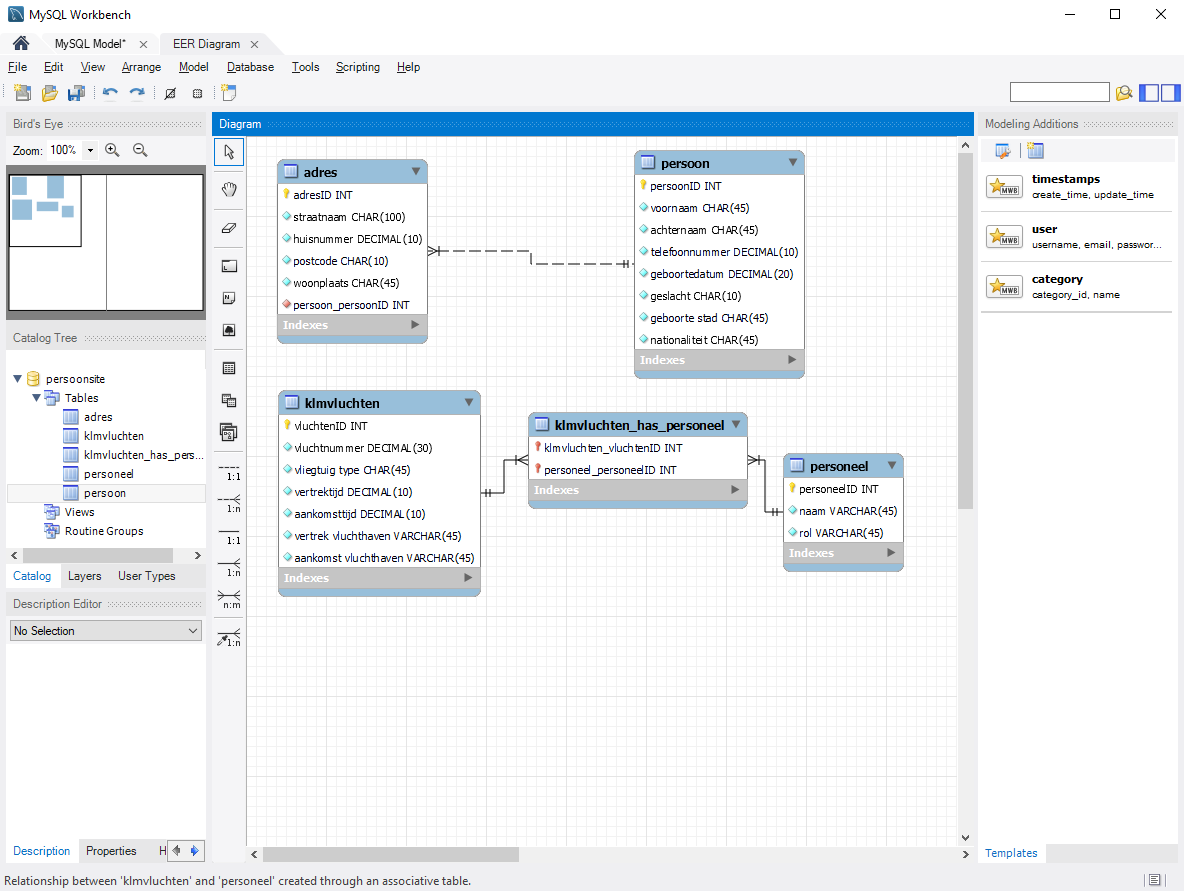 MySQL Workbench
MySQL Model*
EER Diagram
File Edit View Arrange Model Database Tools Scripting Help
Bird's Eye
Zoom: 100%
Catalog Tree
persoonsite
Tables
adres
klmvluchten
klmvluchten_has_pers...
personeel
persoon
Views
Routine Groups
Catalog Layers User Types
Description Editor
No Selection
Description Properties H
Diagram
1:1
1:n
1:1
1:n
n:m
1:n
adres
adresID INT
straatnaam CHAR(100)
huisnummer DECIMAL(10)
postcode CHAR(10)
woonplaats CHAR(45)
persoon_persoonID INT
Indexes
persoon
persoonID INT
voornaam CHAR(45)
achternaam CHAR(45)
telefoonnummer DECIMAL(10)
geboortedatum DECIMAL(20)
geslacht CHAR(10)
geboorte stad CHAR(45)
nationaliteit CHAR(45)
Indexes
klmvluchten
vluchtenID INT
vluchtnummer DECIMAL(30)
vliegtuig type CHAR(45)
vertrektijd DECIMAL(10)
aankomsttijd DECIMAL(10)
vertrek vluchthaven VARCHAR(45)
aankomst vluchthaven VARCHAR(45)
Indexes
klmvluchten_has_personeel
klmvluchten_vluchtenID INT
personeel_personeelID INT
Indexes
personeel
personeelID INT
naam VARCHAR(45)
rol VARCHAR(45)
Indexes
Modeling Additions
MWB
timestamps
create_time, update_time
MWB
user
username, email, passwor...
MWB
category
category_id, name
Templates
Relationship between 'klmvluchten' and 'personeel' created through an associative table.